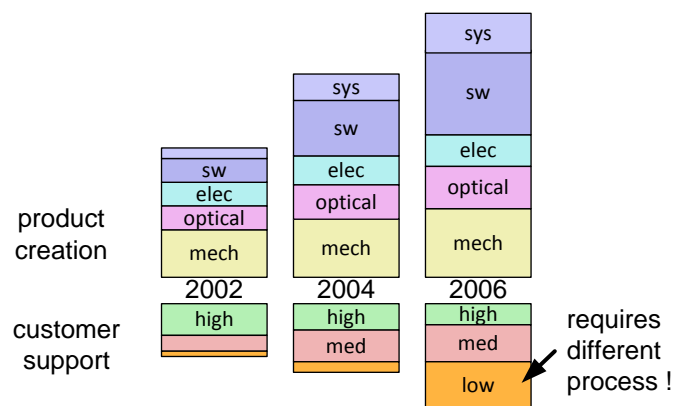 sys
sys
sw
sw
sw
elec
elec
elec
optical
optical
optical
product
creation
mech
mech
mech
2002
2004
2006
customer
support
high
high
high
med
med
low
requires
different
process !